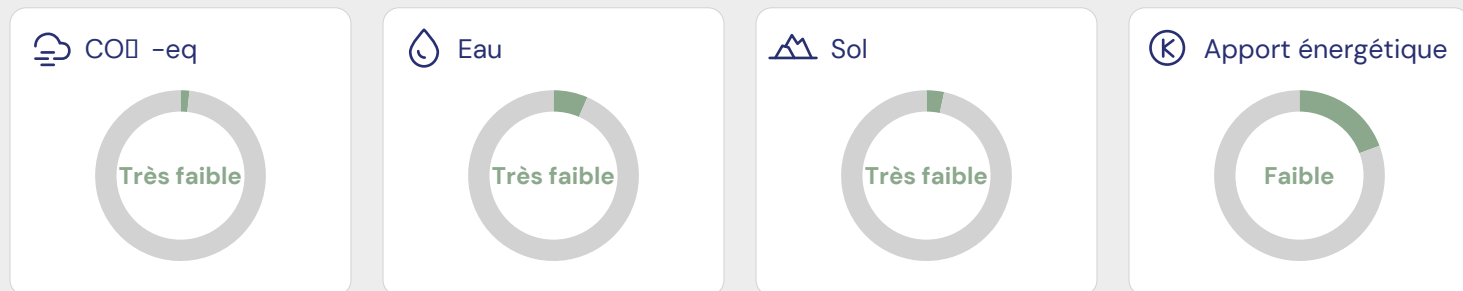 CO▯ -eq
Très faible
Eau
Très faible
Sol
Très faible
Apport énergétique
Faible